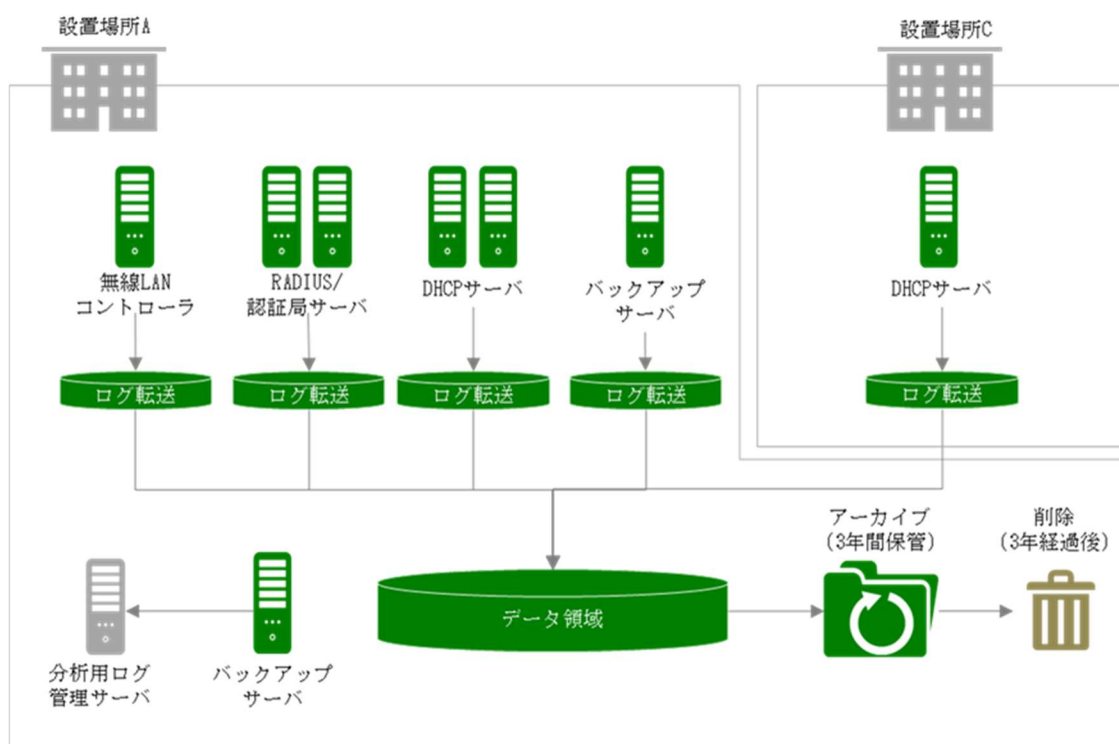 設置場所A
設置場所C
無線LAN
コントローラ
RADIUS/
認証局サーバ
DHCPサーバ
バックアップ
サーバ
DHCPサーバ
ログ転送
ログ転送
ログ転送
ログ転送
ログ転送
アーカイブ
(3年間保管)
削除
(3年経過後)
データ領域
分析用ログ
管理サーバ
バックアップ
サーバ